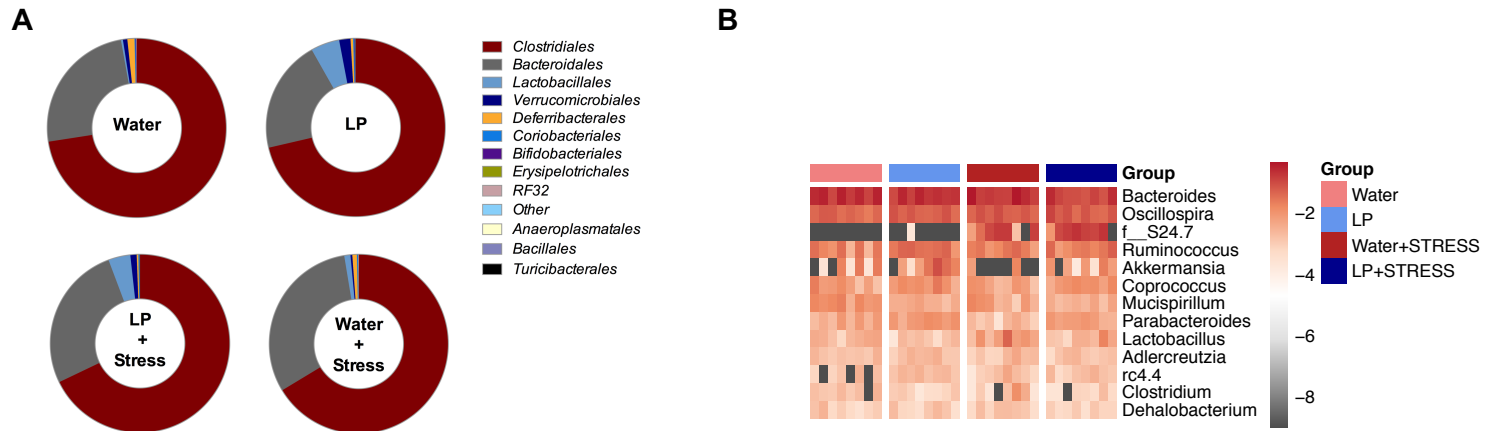 A
B
Water
LP
LP
+
Stress
Water
+
Stress
Clostridiales
Bacteroidales
Lactobacillales
Verrucomicrobiales
Deferribacterales
Coriobacteriales
Bifidobacteriales
Erysipelotrichales
RF32
Other
Anaeroplasmatales
Bacillales
Turicibacterales
Group
Bacteroides
Oscillospira
f__S24.7
Ruminococcus
Akkermansia
Coprococcus
Mucispirillum
Parabacteroides
Lactobacillus
Adlercreutzia
rc4.4
Clostridium
Dehalobacterium
−2
−4
−6
−8
Group
Water
LP
Water+STRESS
LP+STRESS